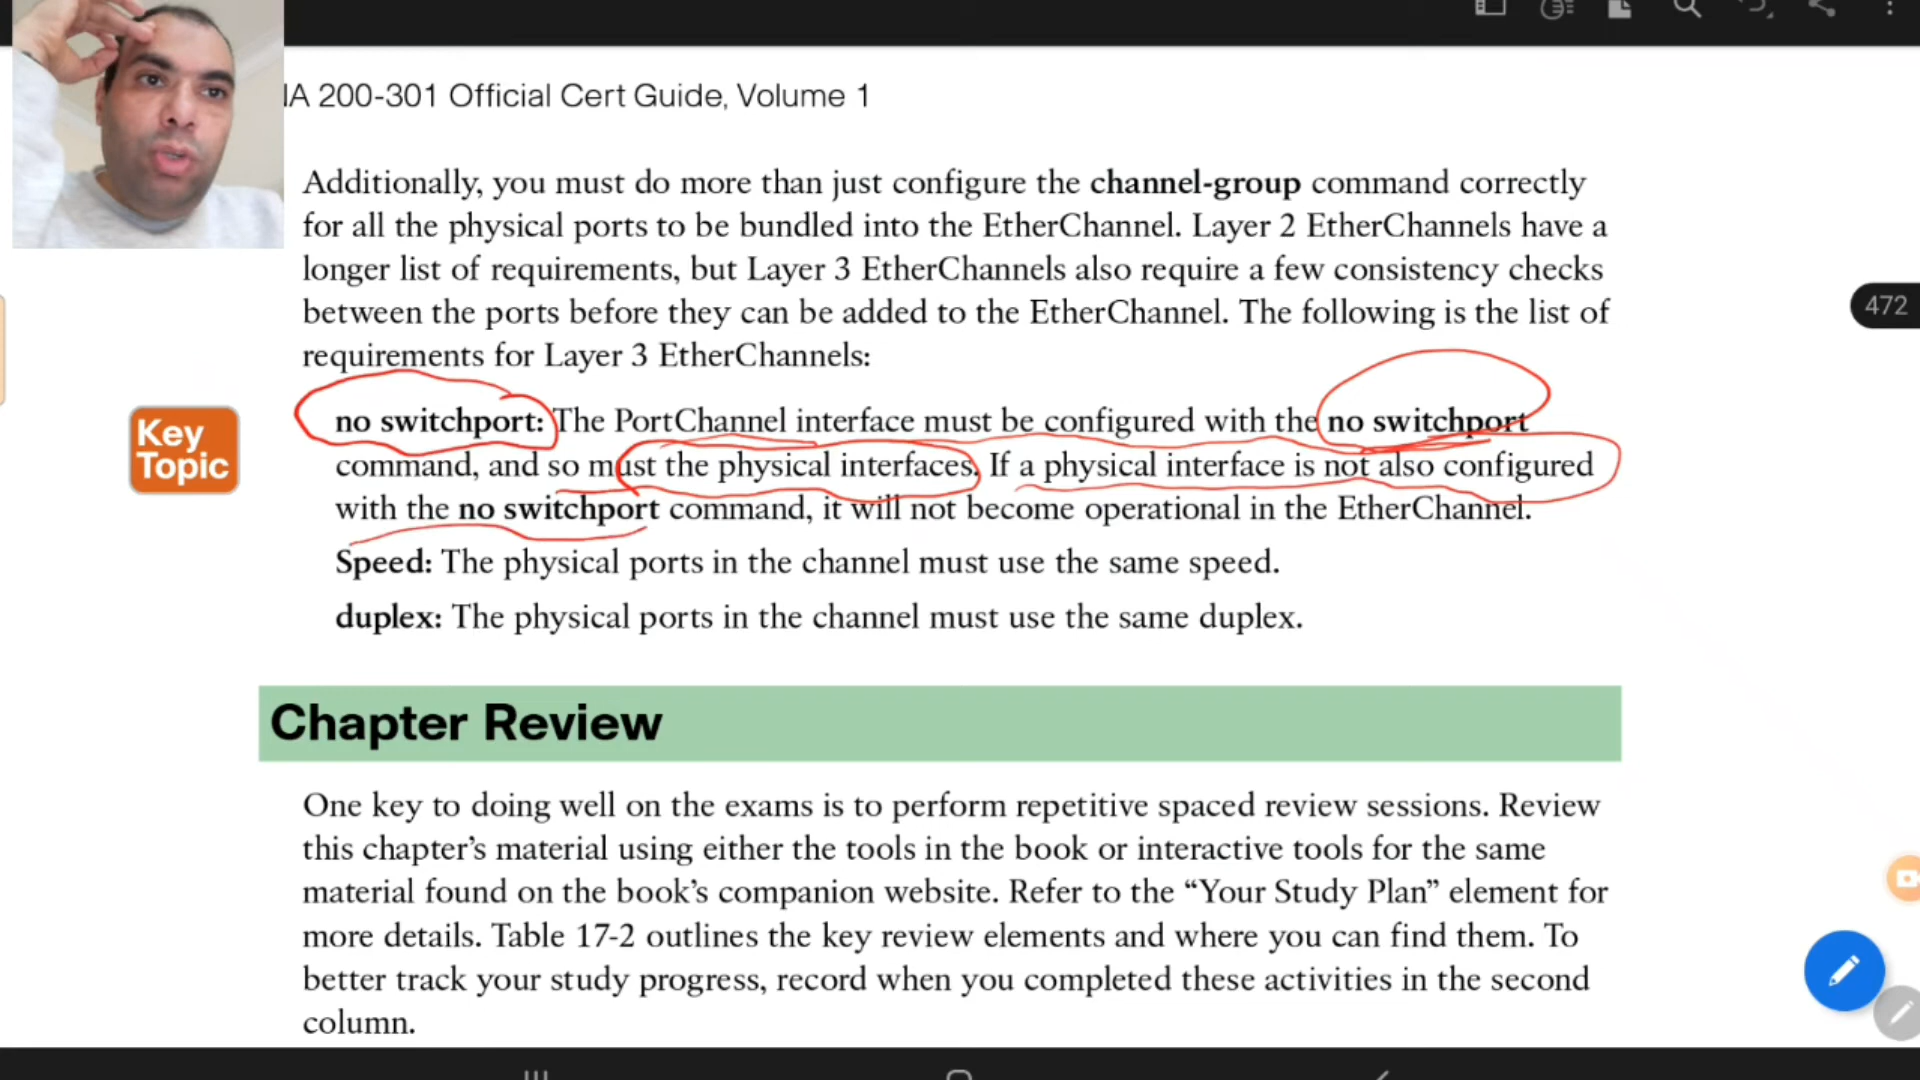 IA 200-301 Official Cert Guide, Volume 1
Additionally, you must do more than just configure the channel-group command correctly
for all the physical ports to be bundled into the EtherChannel. Layer 2 EtherChannels have a
longer list of requirements, but Layer 3 EtherChannels also require a few consistency checks
between the ports before they can be added to the EtherChannel. The following is the list of
requirements for Layer 3 EtherChannels:
472
Key
Topic
no switchport: The PortChannel interface must be configured with the no switchport
command, and so must the physical interfaces. If a physical interface is not also configured
with the no switchport command, it will not become operational in the EtherChannel.
Speed: The physical ports in the channel must use the same speed.
duplex: The physical ports in the channel must use the same duplex.
Chapter Review
One key to doing well on the exams is to perform repetitive spaced review sessions. Review
this chapter’s material using either the tools in the book or interactive tools for the same
material found on the book’s companion website. Refer to the “Your Study Plan” element for
more details. Table 17-2 outlines the key review elements and where you can find them. To
better track your study progress, record when you completed these activities in the second
column.